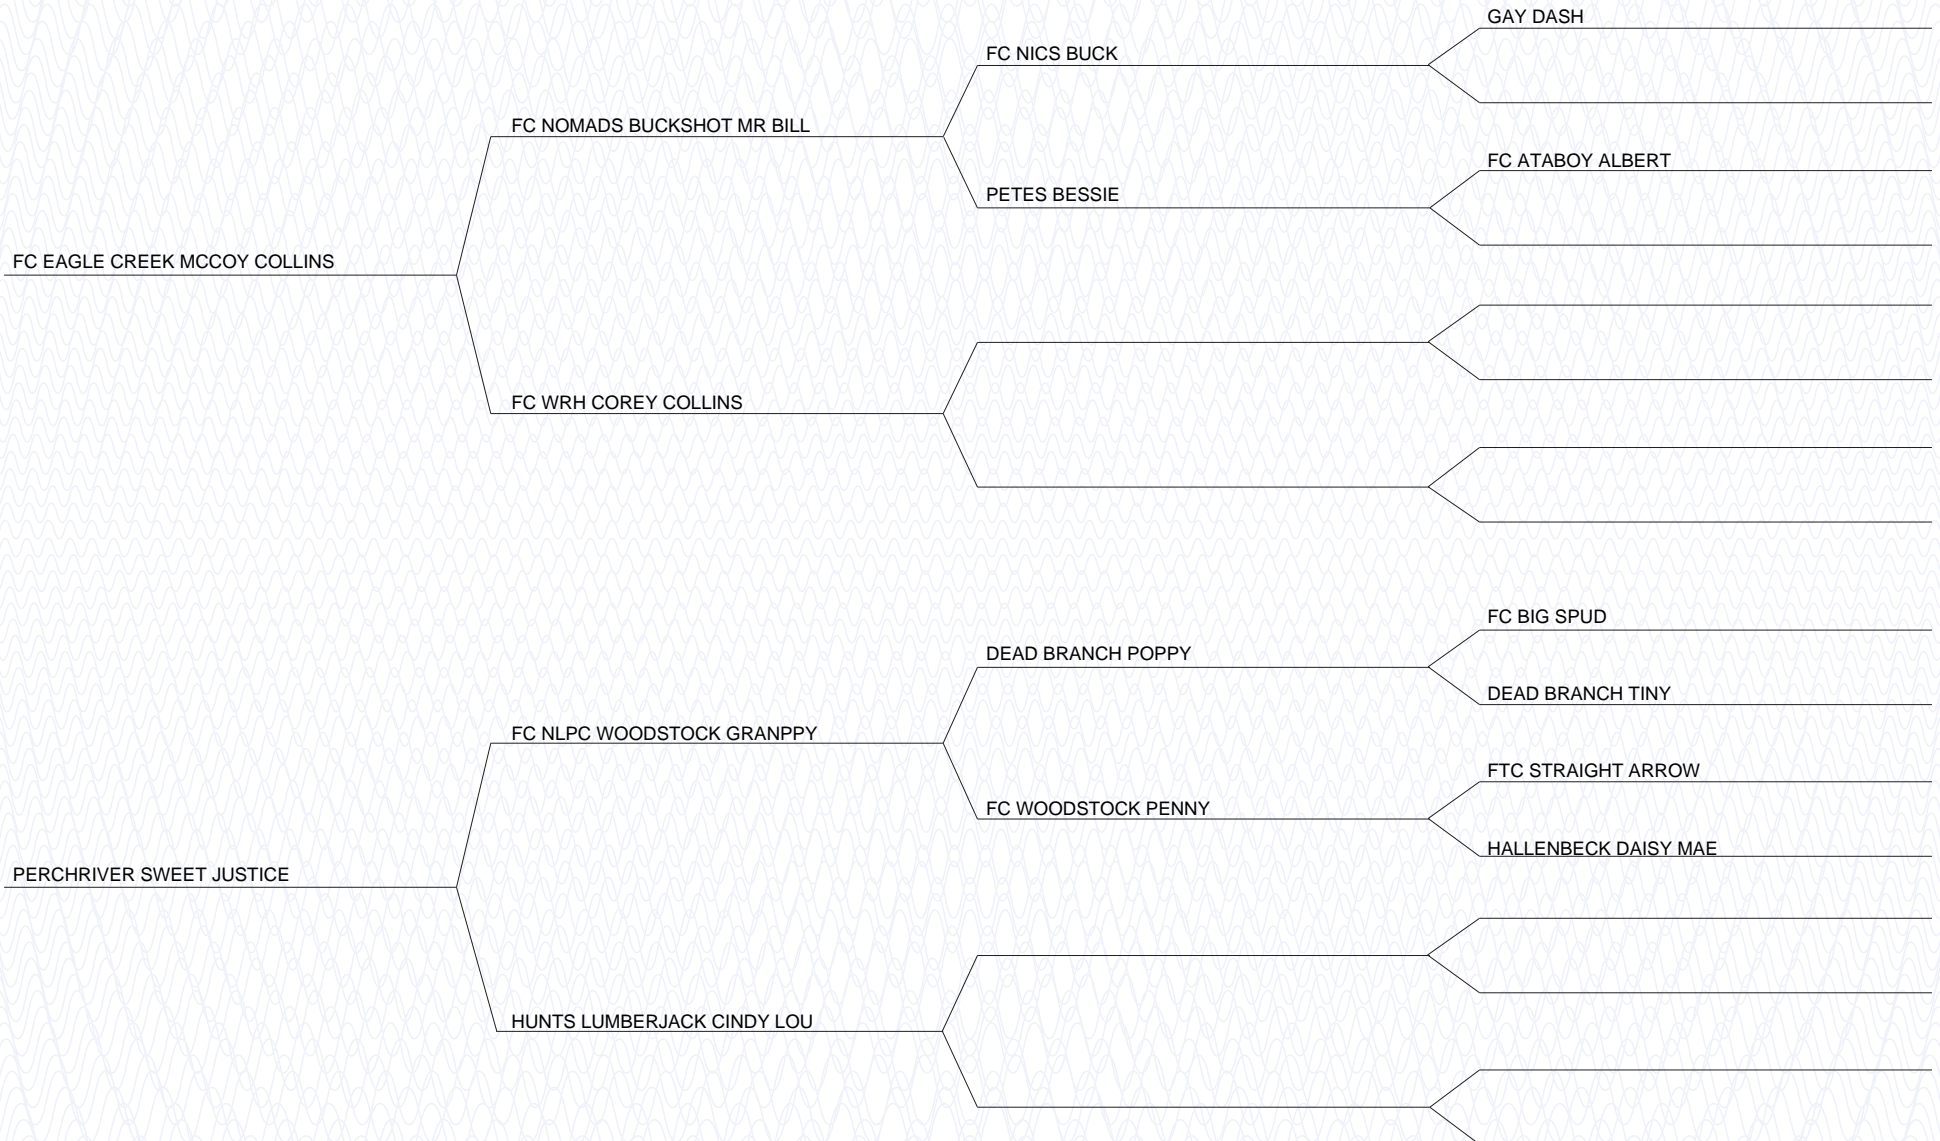 GAY DASH
FC NICS BUCK
FC NOMADS BUCKSHOT MR BILL
FC ATABOY ALBERT
PETES BESSIE
FC EAGLE CREEK MCCOY COLLINS
FC WRH COREY COLLINS
FC BIG SPUD
DEAD BRANCH POPPY
DEAD BRANCH TINY
FC NLPC WOODSTOCK GRANPPY
FTC STRAIGHT ARROW
FC WOODSTOCK PENNY
HALLENBECK DAISY MAE
PERCHRIVER SWEET JUSTICE
HUNTS LUMBERJACK CINDY LOU